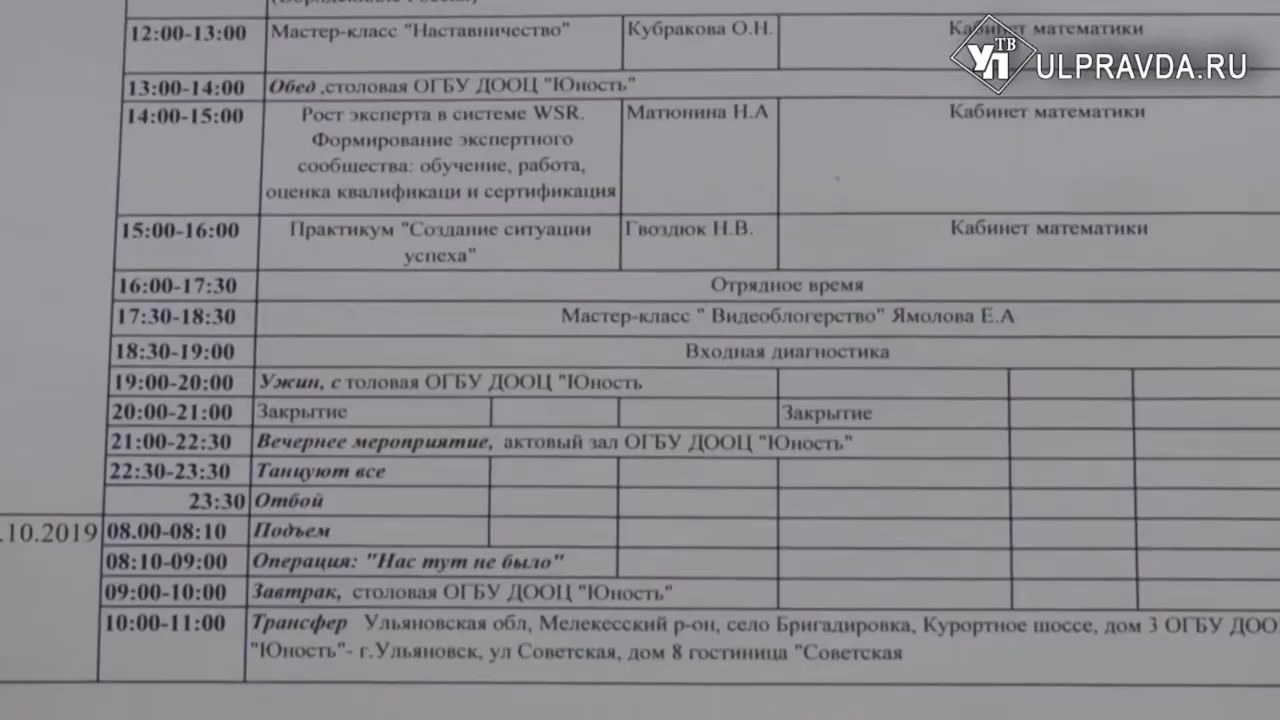 12:00-13:00 Мастер-класс "Наставничество" Кубракова О.Н. Кабинет математики
УП ТВ ULPRAVDA.RU
13:00-14:00 Обед ,столовая ОГБУ ДООЦ "Юность"
14:00-15:00 Рост эксперта в системе WSR. Матюнина Н.А Кабинет математики
Формирование экспертного
сообщества: обучение, работа,
оценка квалификаци и сертификация
15:00-16:00 Практикум "Создание ситуации Гвоздюк Н.В. Кабинет математики
успеха"
16:00-17:30 Отрядное время
17:30-18:30 Мастер-класс " Видеоблогерство" Ямолова Е.А
18:30-19:00 Входная диагностика
19:00-20:00 Ужин, с толовая ОГБУ ДООЦ "Юность
20:00-21:00 Закрытие Закрытие
21:00-22:30 Вечернее мероприятие, актовый зал ОГБУ ДООЦ "Юность"
22:30-23:30 Танцуют все
23:30 Отбой
.10.2019 08.00-08:10 Подъем
08:10-09:00 Операция: "Нас тут не было"
09:00-10:00 Завтрак, столовая ОГБУ ДООЦ "Юность"
10:00-11:00 Трансфер Ульяновская обл, Мелекесский р-он, село Бригадировка, Курортное шоссе, дом 3 ОГБУ ДОО
"Юность"- г.Ульяновск, ул Советская, дом 8 гостиница "Советская